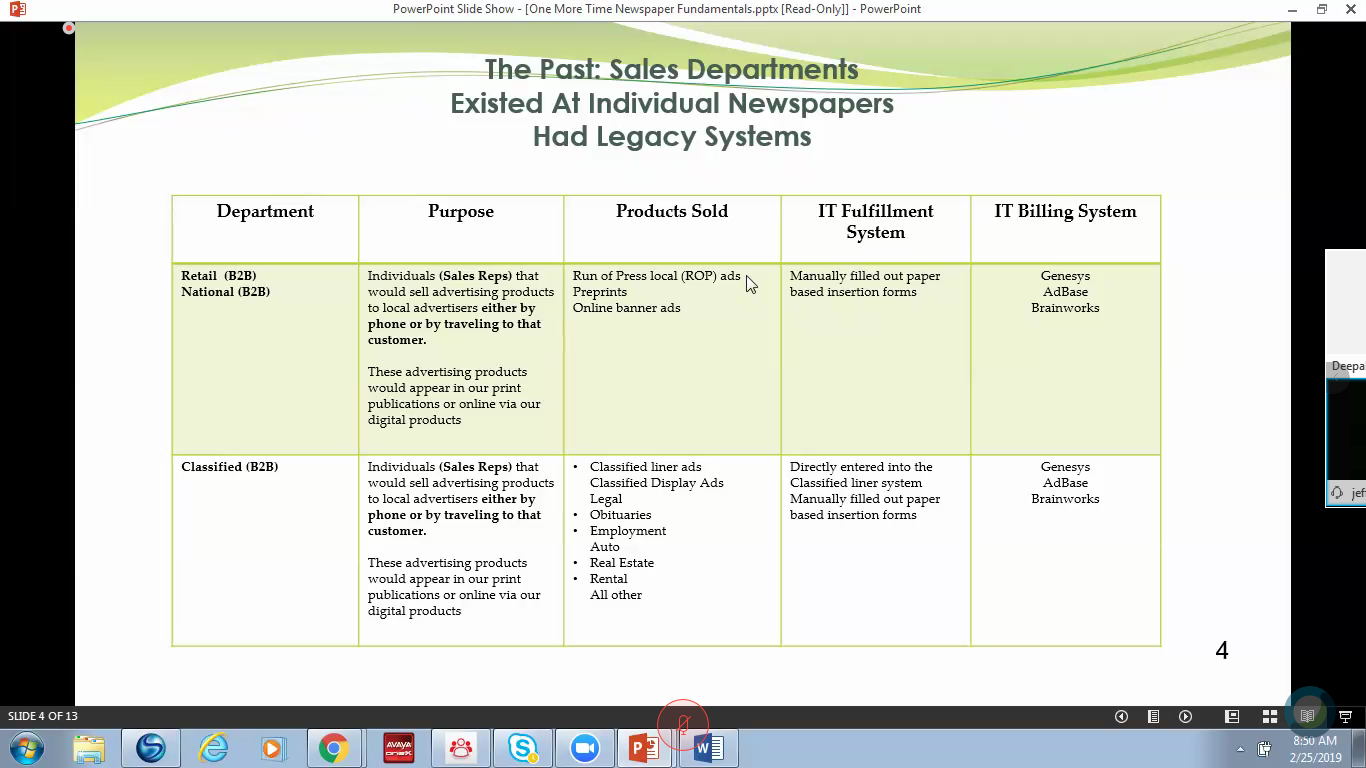 PowerPoint Slide Show - [One More Time Newspaper Fundamentals.pptx [Read-Only]] - PowerPoint
The Past: Sales Departments
Existed At Individual Newspapers
Had Legacy Systems
Department
Purpose
Products Sold
IT Fulfillment
System
IT Billing System
Retail (B2B)
National (B2B)
Individuals (Sales Reps) that
would sell advertising products
to local advertisers either by
phone or by traveling to that
customer.
These advertising products
would appear in our print
publications or online via our
digital products
Run of Press local (ROP) ads
Preprints
Online banner ads
Manually filled out paper
based insertion forms
Genesys
AdBase
Brainworks
Classified (B2B)
Individuals (Sales Reps) that
would sell advertising products
to local advertisers either by
phone or by traveling to that
customer.
These advertising products
would appear in our print
publications or online via our
digital products
• Classified liner ads
Classified Display Ads
Legal
• Obituaries
• Employment
Auto
• Real Estate
• Rental
All other
Directly entered into the
Classified liner system
Manually filled out paper
based insertion forms
Genesys
AdBase
Brainworks
4
Deepa
jef
SLIDE 4 OF 13
AVAYA
8:50 AM
2/25/2019